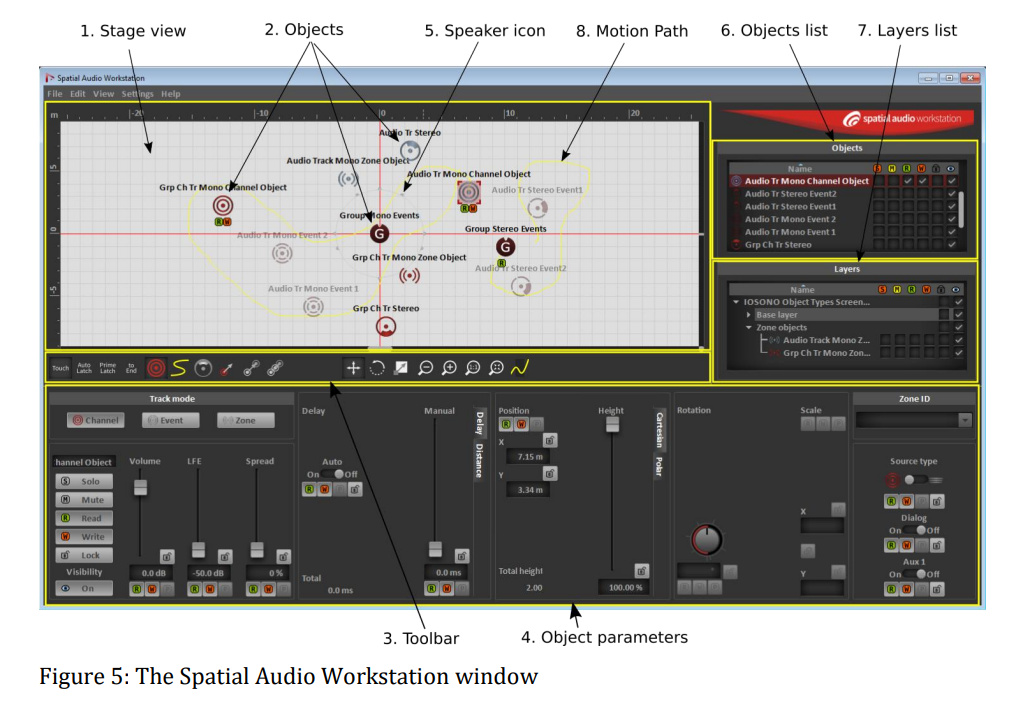 1. Stage view
2. Objects
5. Speaker icon
8. Motion Path
6. Objects list
7. Layers list
Spatial Audio Workstation
File Edit View Settings Help
m
|-20 |-10 |0 |10 |20
spatial audio workstation
Audio Tr Stereo
Audio Track Mono Zone Object
Audio Tr Mono Channel Object
Grp Ch Tr Mono Channel Object
R W
R W
Audio Tr Stereo Event1
Group Mono Events
G
Audio Tr Mono Event 2
Group Stereo Events
G
R
Grp Ch Tr Mono Zone Object
Audio Tr Stereo Event2
Audio Tr Mono Event 1
Grp Ch Tr Stereo
5
0
-5
Objects
Name S M R W
Audio Tr Mono Channel Object
Audio Tr Stereo Event2
Audio Tr Stereo Event1
Audio Tr Mono Event 2
Audio Tr Mono Event 1
Grp Ch Tr Stereo
Layers
Name S M R W
IOSONO Object Types Screen...
Base layer
Zone objects
Audio Track Mono Z...
Grp Ch Tr Mono Zon...
Touch Auto Latch Prime Latch to End
Track mode
Channel Event Zone
hannel Object
Solo
Mute
Read
Write
Lock
Visibility
On
Volume LFE Spread
0.0 dB -50.0 dB 0 %
R W R W R W
Delay Manual
Auto
On Off
R W
Total
0.0 ms
0.0 ms
R W
Delay
Distance
Position Height
R W
X
7.15 m
Y
3.34 m
Total height
2.00 100.00 %
Cartesian
Polar
Rotation Scale
X
Y
Zone ID
Source type
R W
Dialog
On Off
R W
Aux 1
On Off
R W
3. Toolbar
4. Object parameters
Figure 5: The Spatial Audio Workstation window